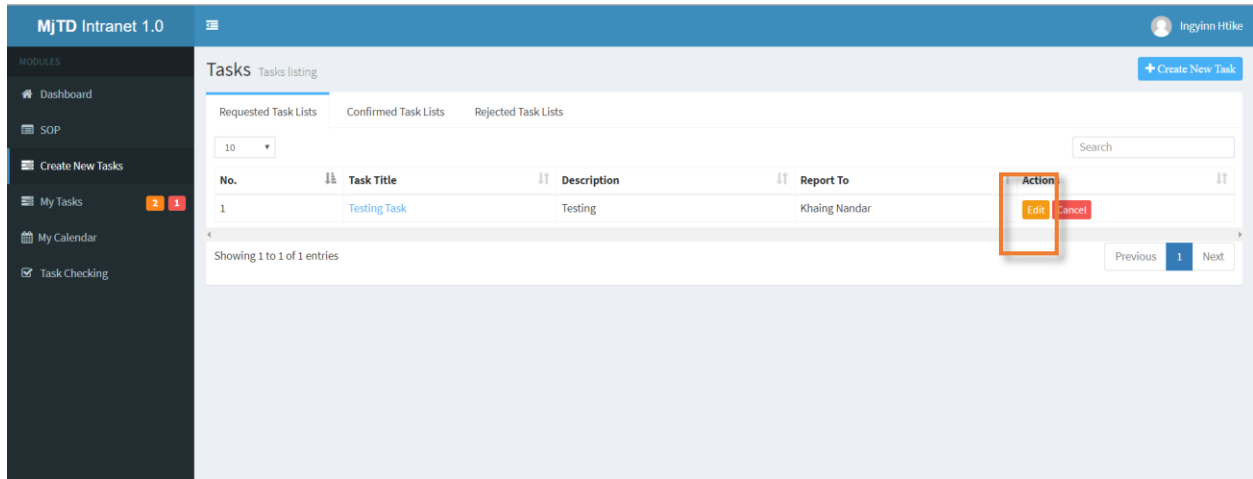 MjTD Intranet 1.0
Ingyinn Htike
MODULES
Dashboard
SOP
Create New Tasks
My Tasks 2 1
My Calendar
Task Checking
Tasks Tasks listing
+ Create New Task
Requested Task Lists Confirmed Task Lists Rejected Task Lists
10
Search
No. Task Title Description Report To Actions
1 Testing Task Testing Khaing Nandar Edit Cancel
Showing 1 to 1 of 1 entries
Previous 1 Next